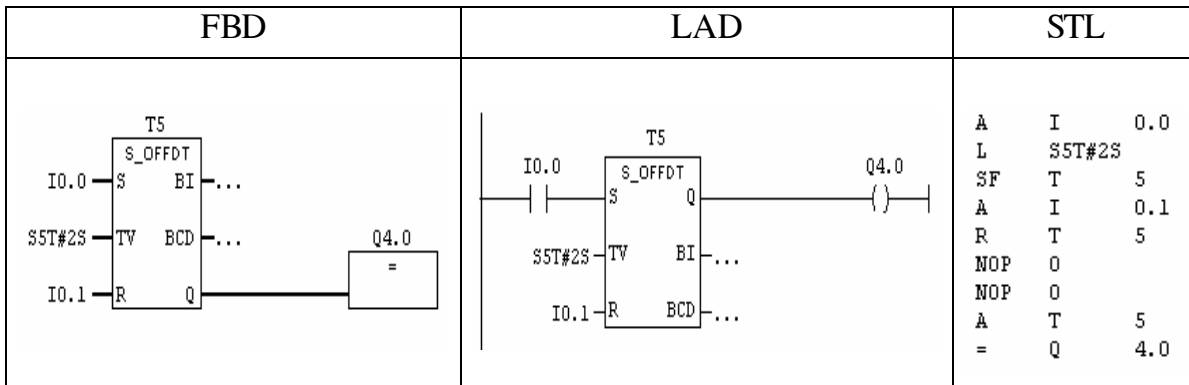 FBD
LAD
STL
T5
S_OFFDT
I0.0 S BI ...
S5T#2S TV BCD ...
Q4.0
=
I0.1 R Q
T5
I0.0 S_OFFDT Q4.0
S Q ( )
S5T#2S TV BI ...
I0.1 R BCD ...
A I 0.0
L S5T#2S
SF T 5
A I 0.1
R T 5
NOP 0
NOP 0
A T 5
= Q 4.0